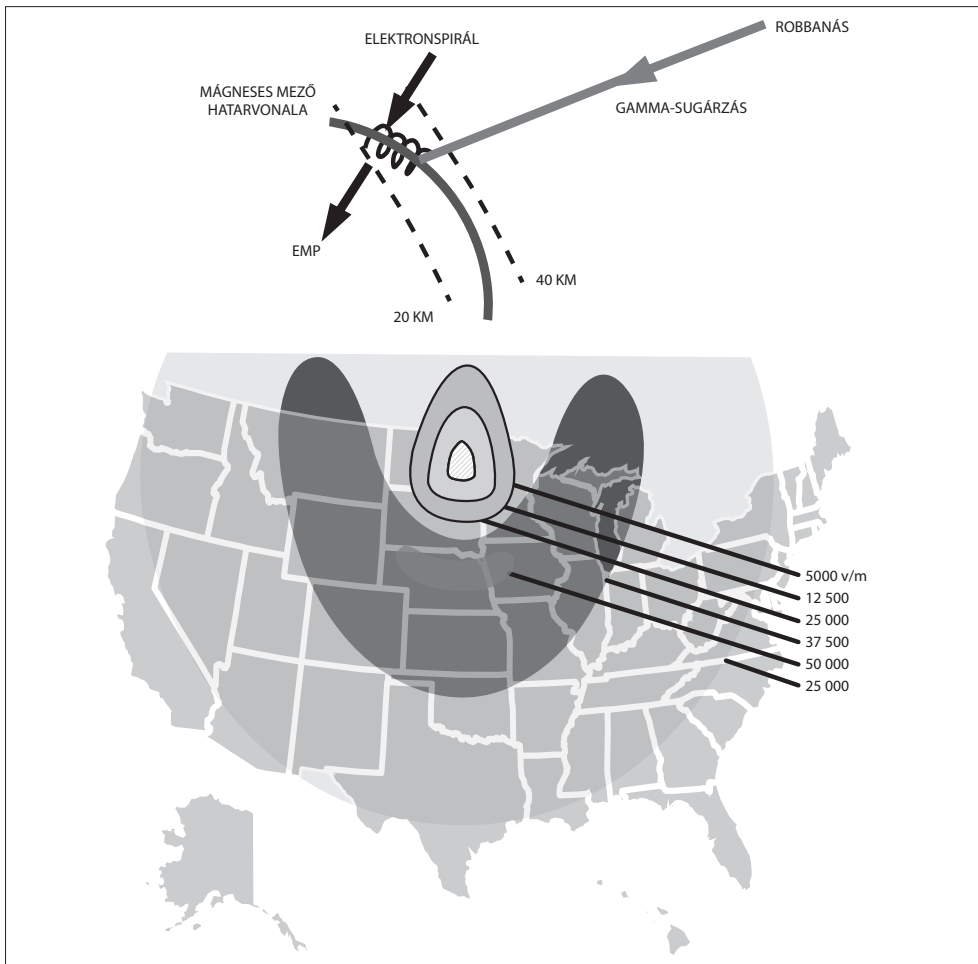 ROBBANÁS
ELEKTRONSPIRÁL
MÁGNESES MEZŐ
HATARVONALA
GAMMA-SUGÁRZÁS
EMP
40 KM
20 KM
5000 v/m
12 500
25 000
37 500
50 000
25 000